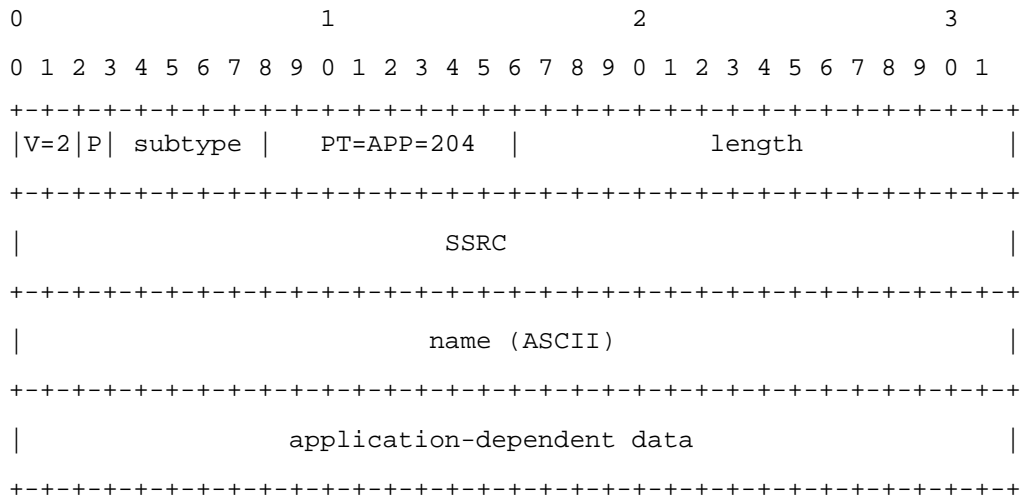 0                   1                   2                   3
0 1 2 3 4 5 6 7 8 9 0 1 2 3 4 5 6 7 8 9 0 1 2 3 4 5 6 7 8 9 0 1
+-+-+-+-+-+-+-+-+-+-+-+-+-+-+-+-+-+-+-+-+-+-+-+-+-+-+-+-+-+-+-+-+
|V=2|P| subtype |   PT=APP=204  |            length             |
+-+-+-+-+-+-+-+-+-+-+-+-+-+-+-+-+-+-+-+-+-+-+-+-+-+-+-+-+-+-+-+-+
|                           SSRC                                |
+-+-+-+-+-+-+-+-+-+-+-+-+-+-+-+-+-+-+-+-+-+-+-+-+-+-+-+-+-+-+-+-+
|                          name (ASCII)                         |
+-+-+-+-+-+-+-+-+-+-+-+-+-+-+-+-+-+-+-+-+-+-+-+-+-+-+-+-+-+-+-+-+
|                 application-dependent data                    |
+-+-+-+-+-+-+-+-+-+-+-+-+-+-+-+-+-+-+-+-+-+-+-+-+-+-+-+-+-+-+-+-+